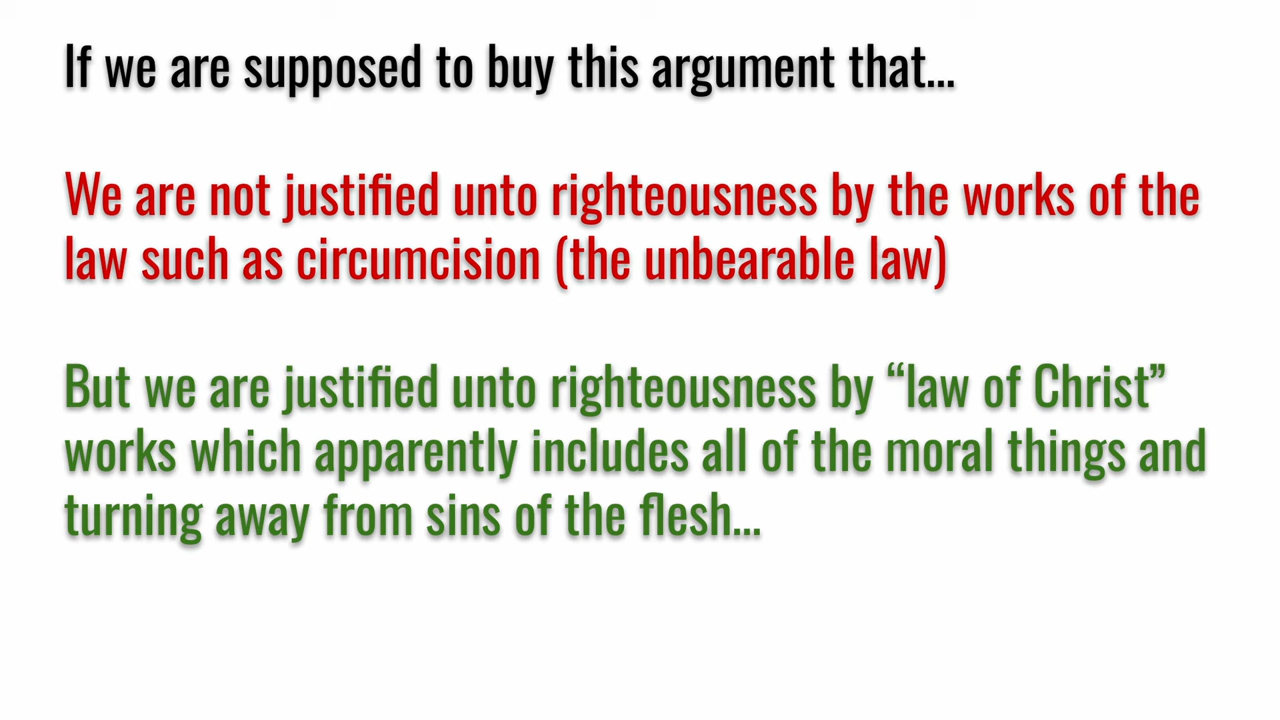 If we are supposed to buy this argument that...
We are not justified unto righteousness by the works of the
law such as circumcision (the unbearable law)
But we are justified unto righteousness by “law of Christ”
works which apparently includes all of the moral things and
turning away from sins of the flesh...